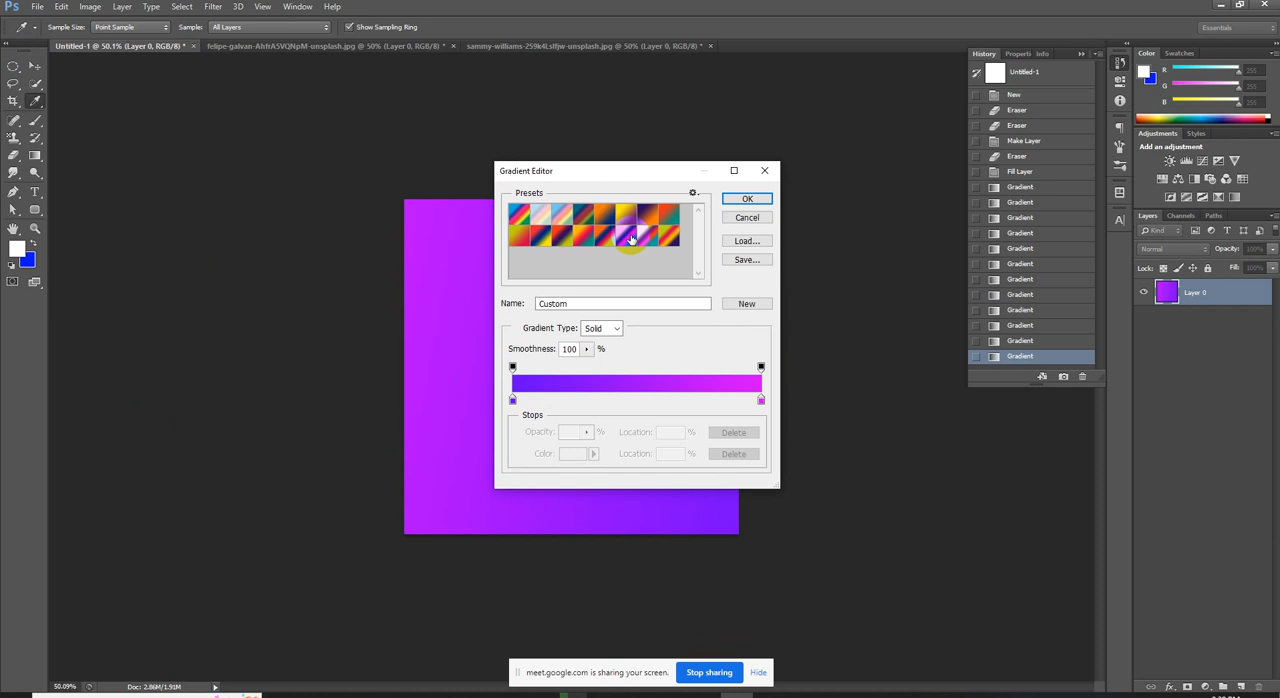 Ps File Edit Image Layer Type Select Filter 3D View Window Help
Sample Size: Point Sample Sample: All Layers Show Sampling Ring Essentials
Untitled-1 @ 50.1% (Layer 0, RGB/8) * × felipe-galvan-AhfrA5VQNpM-unsplash.jpg @ 50% (Layer 0, RGB/8) * × sammy-williams-259k4Lslfjw-unsplash.jpg @ 50% (Layer 0, RGB/8) * ×
History Properti Info
Untitled-1
New
Eraser
Eraser
Make Layer
Eraser
Fill Layer
Gradient
Gradient
Gradient
Gradient
Gradient
Gradient
Gradient
Gradient
Gradient
Gradient
Gradient
Gradient
Color Swatches
R 255
G 255
B 255
Adjustments Styles
Add an adjustment
Layers Channels Paths
Kind
Normal Opacity: 100%
Lock: Fill: 100%
Layer 0
Gradient Editor
Presets
OK
Cancel
Load...
Save...
Name: Custom New
Gradient Type: Solid
Smoothness: 100 %
Stops
Opacity: % Location: % Delete
Color: Location: % Delete
meet.google.com is sharing your screen. Stop sharing Hide
50.09% Doc: 2.86M/1.91M